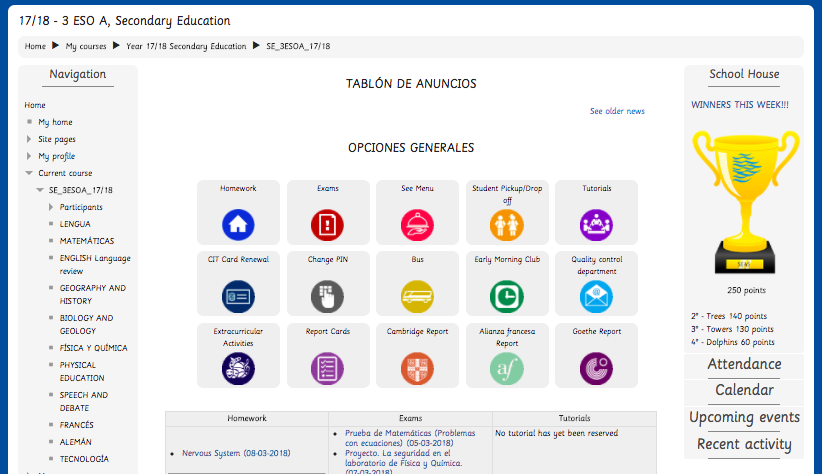 17/18 - 3 ESO A, Secondary Education
Home ▶ My courses ▶ Year 17/18 Secondary Education ▶ SE_3ESOA_17/18
Navigation
Home
My home
Site pages
My profile
Current course
SE_3ESOA_17/18
Participants
LENGUA
MATEMÁTICAS
ENGLISH Language
review
GEOGRAPHY AND
HISTORY
BIOLOGY AND
GEOLOGY
FÍSICA Y QUÍMICA
PHYSICAL
EDUCATION
SPEECH AND
DEBATE
FRANCÉS
ALEMÁN
TECNOLOGÍA
TABLÓN DE ANUNCIOS
See older news
OPCIONES GENERALES
Homework
Exams
See Menu
Student Pickup/Drop
off
Tutorials
CIT Card Renewal
Change PIN
Bus
Early Morning Club
Quality control
department
Extracurricular
Activities
Report Cards
Cambridge Report
Alianza francesa
Report
af
Goethe Report
Homework
Exams
Tutorials
Nervous System (08-03-2018)
Prueba de Matemáticas (Problemas
con ecuaciones) (05-03-2018)
Proyecto. La seguridad en el
laboratorio de Física y Química.
(07-03-2018)
No tutorial has yet been reserved
School House
WINNERS THIS WEEK!!!
250 points
2º - Trees 140 points
3º - Towers 130 points
4º - Dolphins 60 points
Attendance
Calendar
Upcoming events
Recent activity